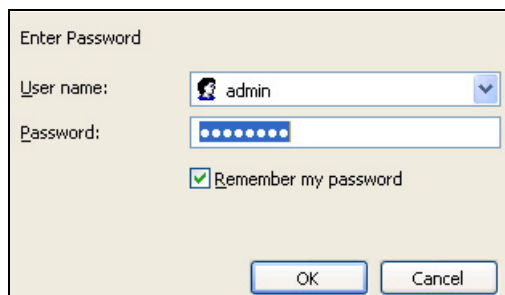 Enter Password
User name:
admin
Password:
••••••••
Remember my password
OK
Cancel